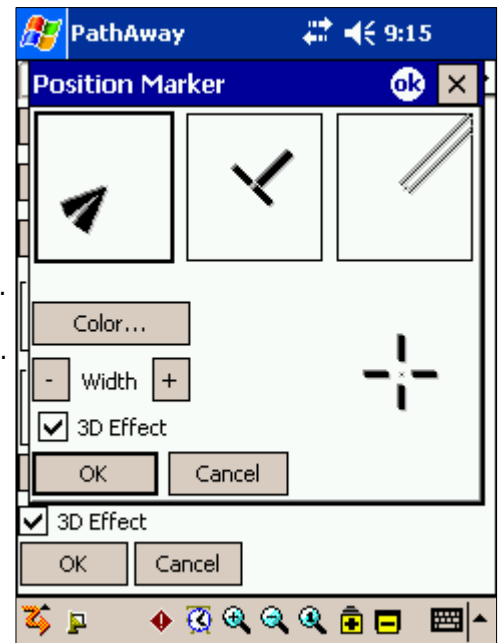 PathAway 9:15
Position Marker ok
Color...
- Width +
3D Effect
OK Cancel
3D Effect
OK Cancel